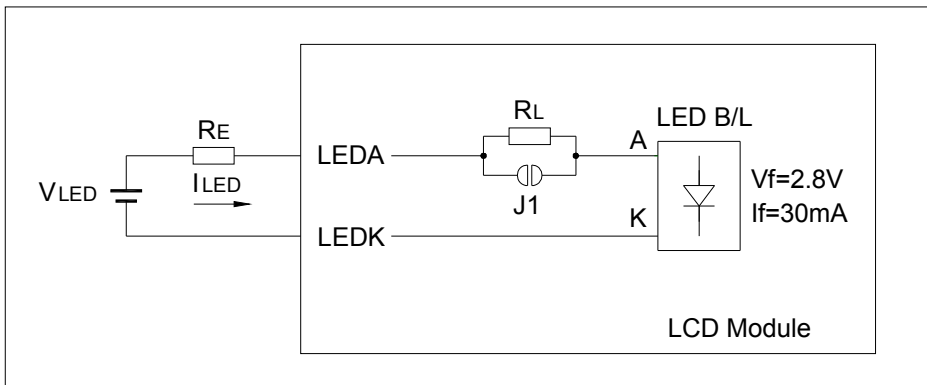 RL
LED B/L
RE
LEDA
A
Vf=2.8V
VLED
ILED
J1
If=30mA
LEDK
K
LCD Module